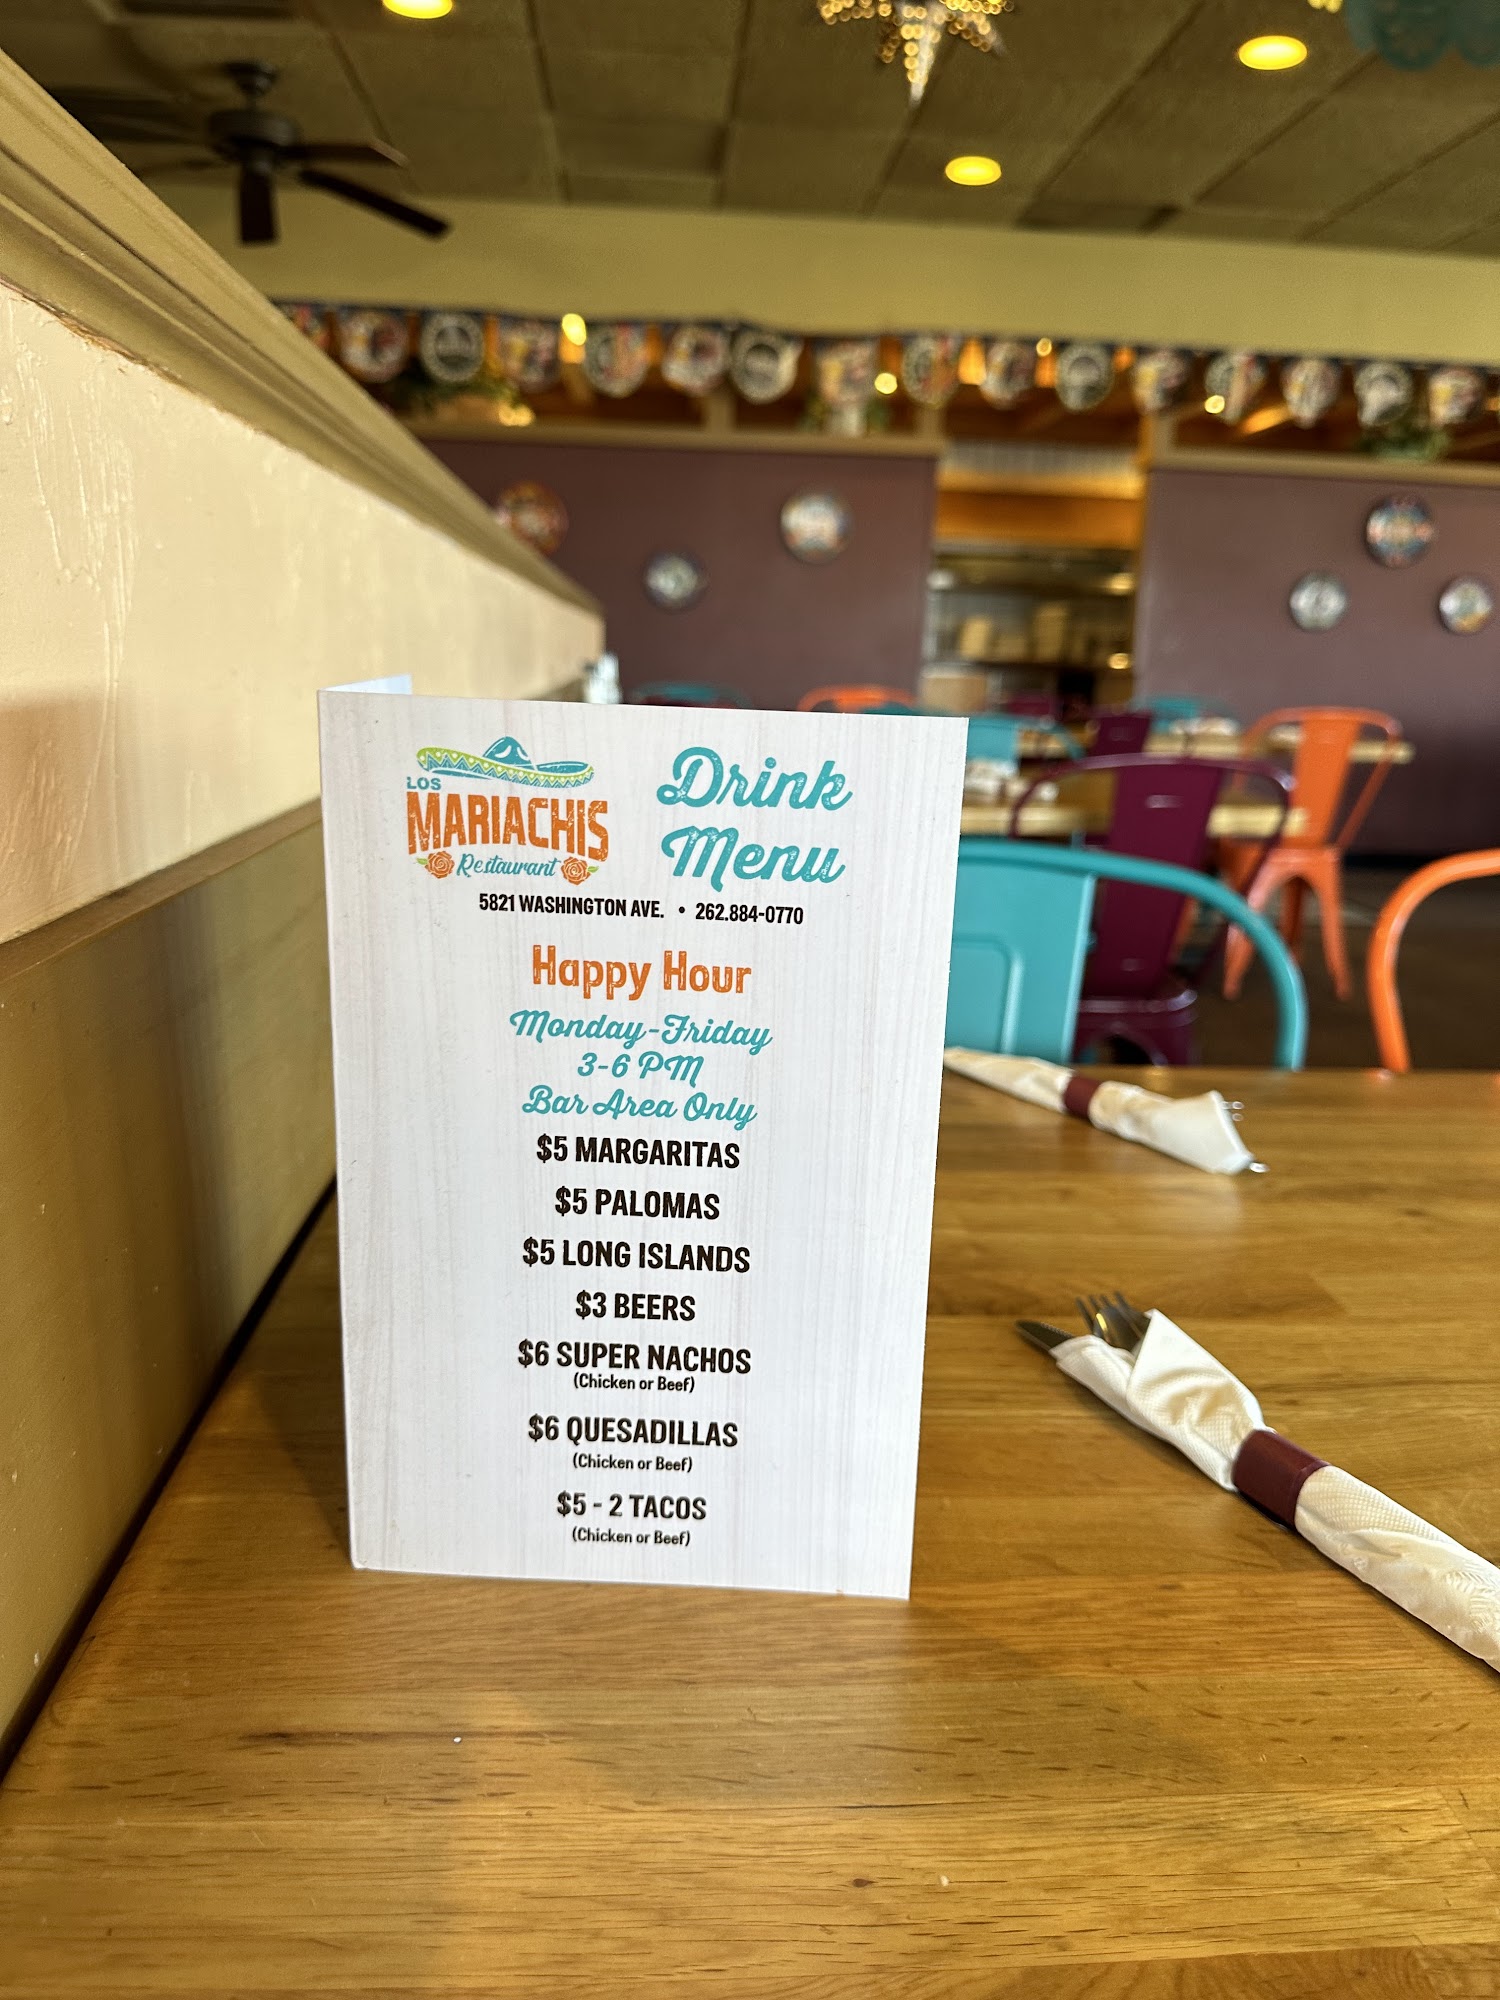 LOS
MARIACHIS
Restaurant
Drink
Menu
5821 WASHINGTON AVE. • 262.884-0770
Happy Hour
Monday-Friday
3-6 PM
Bar Area Only
$5 MARGARITAS
$5 PALOMAS
$5 LONG ISLANDS
$3 BEERS
$6 SUPER NACHOS
(Chicken or Beef)
$6 QUESADILLAS
(Chicken or Beef)
$5 - 2 TACOS
(Chicken or Beef)